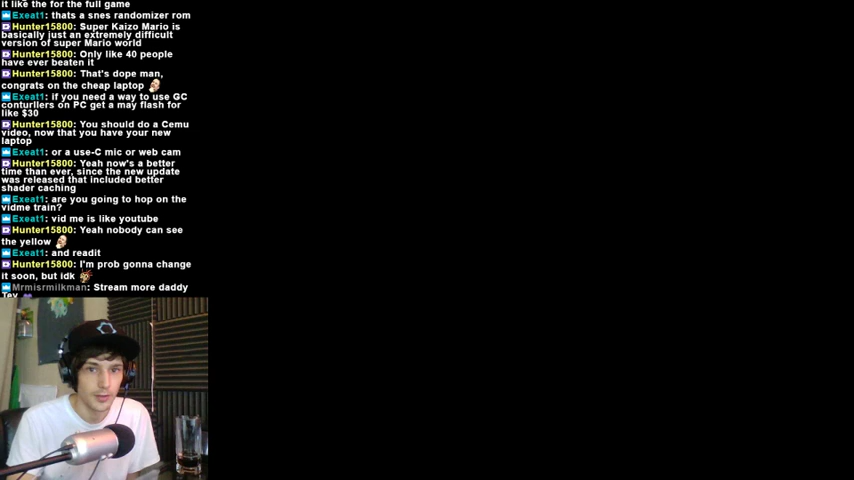 it like the for the full game
Exeat1: thats a snes randomizer rom
Hunter15800: Super Kaizo Mario is
basically just an extremely difficult
version of super Mario world
Hunter15800: Only like 40 people
have ever beaten it
Hunter15800: That's dope man,
congrats on the cheap laptop
Exeat1: if you need a way to use GC
conturllers on PC get a may flash for
like $30
Hunter15800: You should do a Cemu
video, now that you have your new
laptop
Exeat1: or a use-C mic or web cam
Hunter15800: Yeah now's a better
time than ever, since the new update
was released that included better
shader caching
Exeat1: are you going to hop on the
vidme train?
Exeat1: vid me is like youtube
Hunter15800: Yeah nobody can see
the yellow
Exeat1: and readit
Hunter15800: I'm prob gonna change
it soon, but idk
Mrmisrmilkman: Stream more daddy
Tev